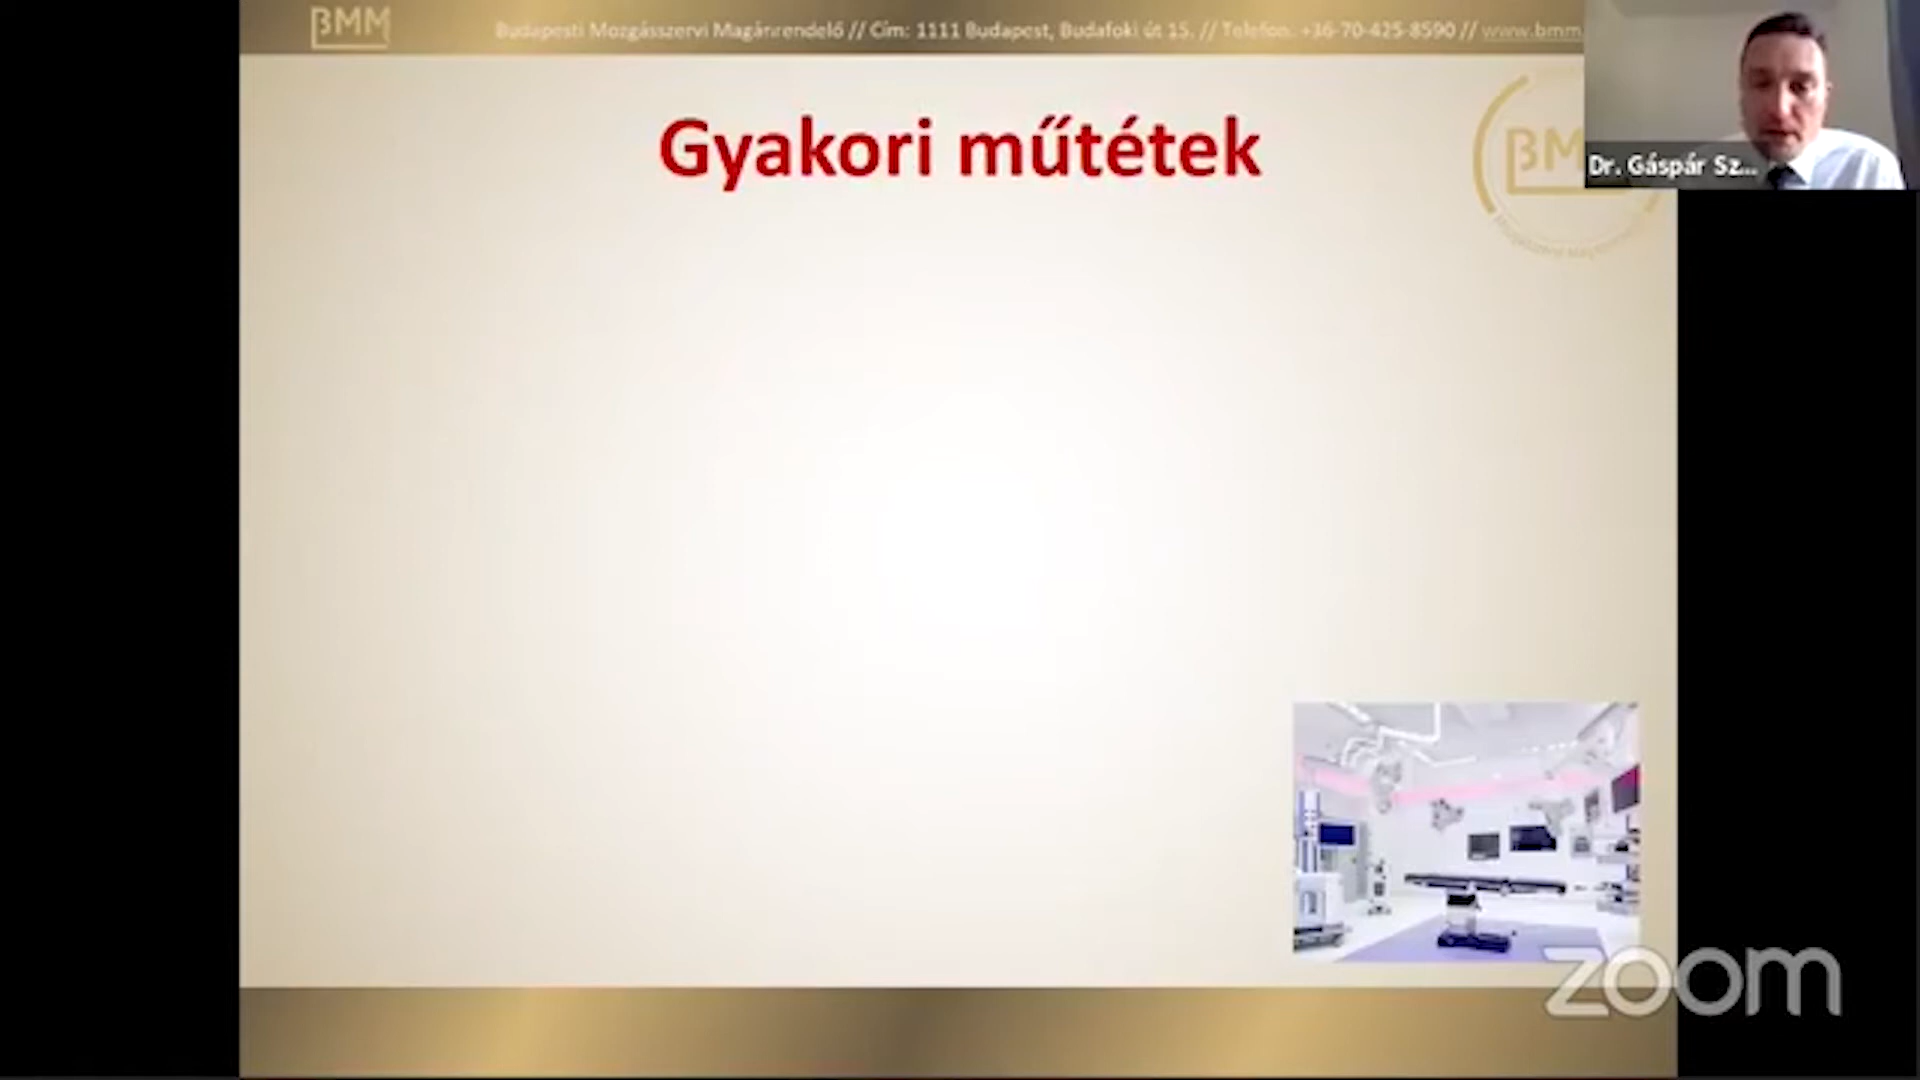 BMM
Budapesti Mozgásszervi Magánrendelő // Cím: 1111 Budapest, Budafoki út 15. // Telefon: +36-70-425-8590 // www.bmm.
Gyakori műtétek
BM
Dr. Gáspár Sz...
zoom